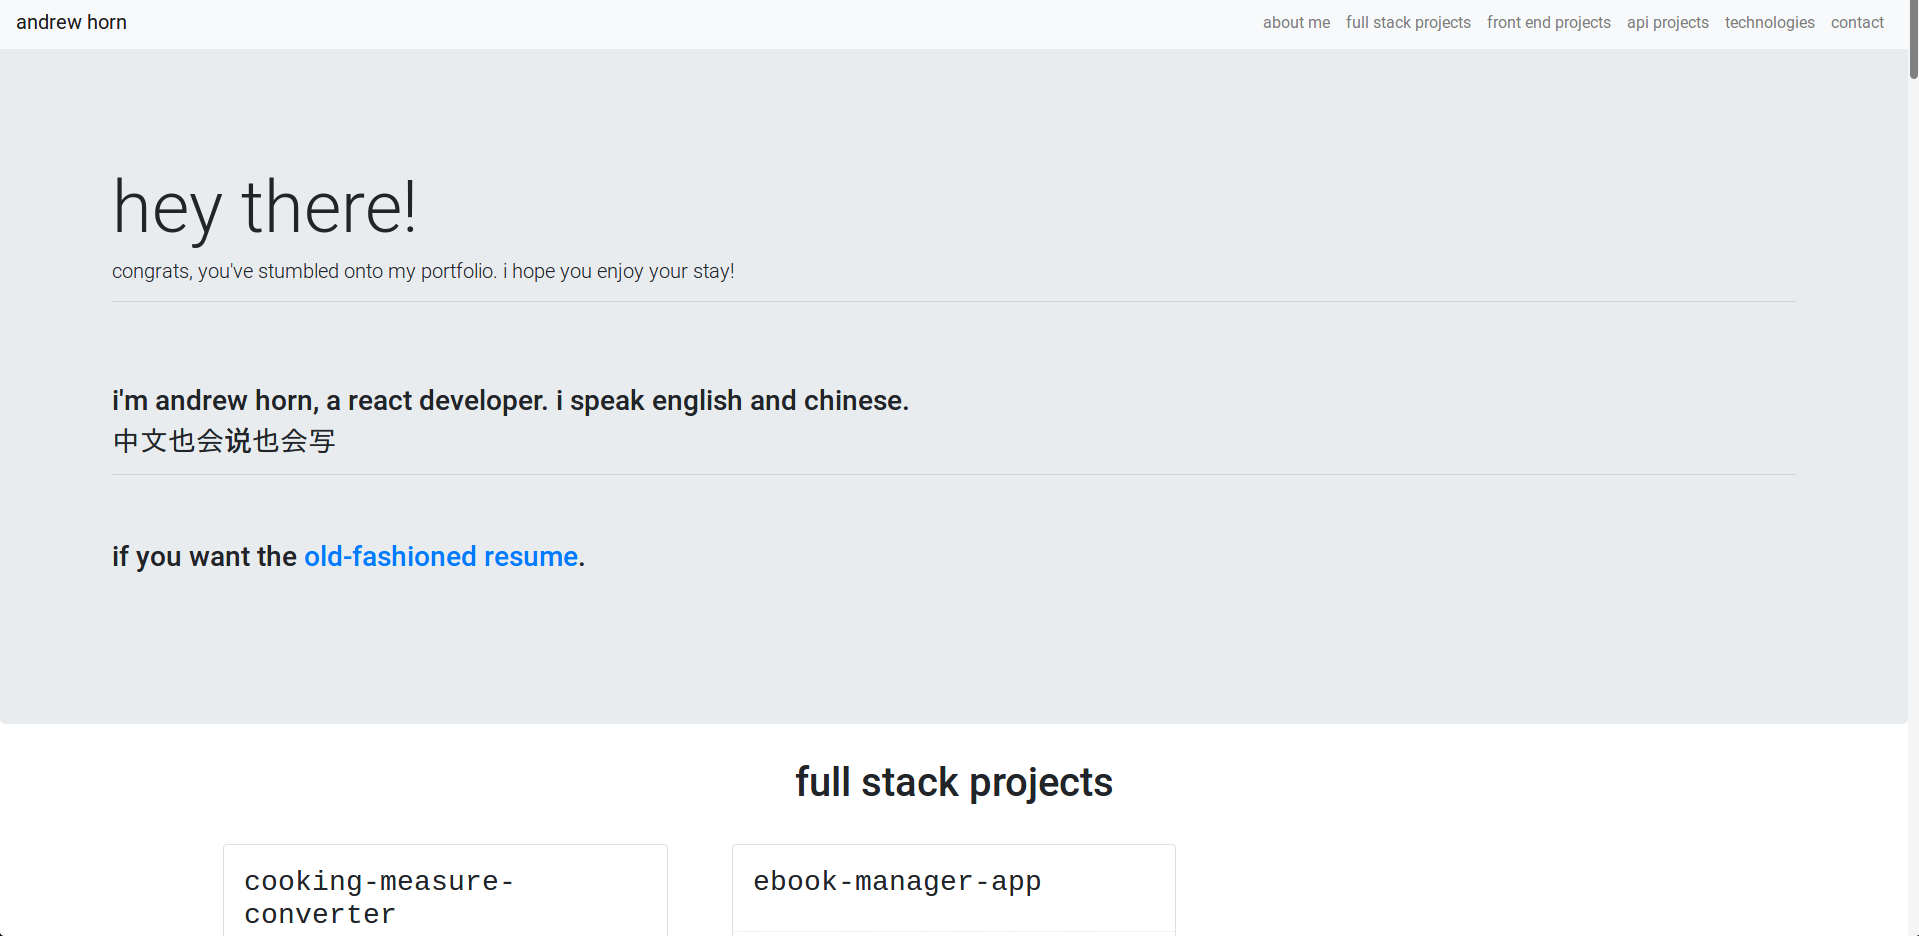 andrew horn
about me full stack projects front end projects api projects technologies contact
hey there!
congrats, you've stumbled onto my portfolio. i hope you enjoy your stay!
i'm andrew horn, a react developer. i speak english and chinese.
中文也会说也会写
if you want the old-fashioned resume.
full stack projects
cooking-measure-
converter
ebook-manager-app